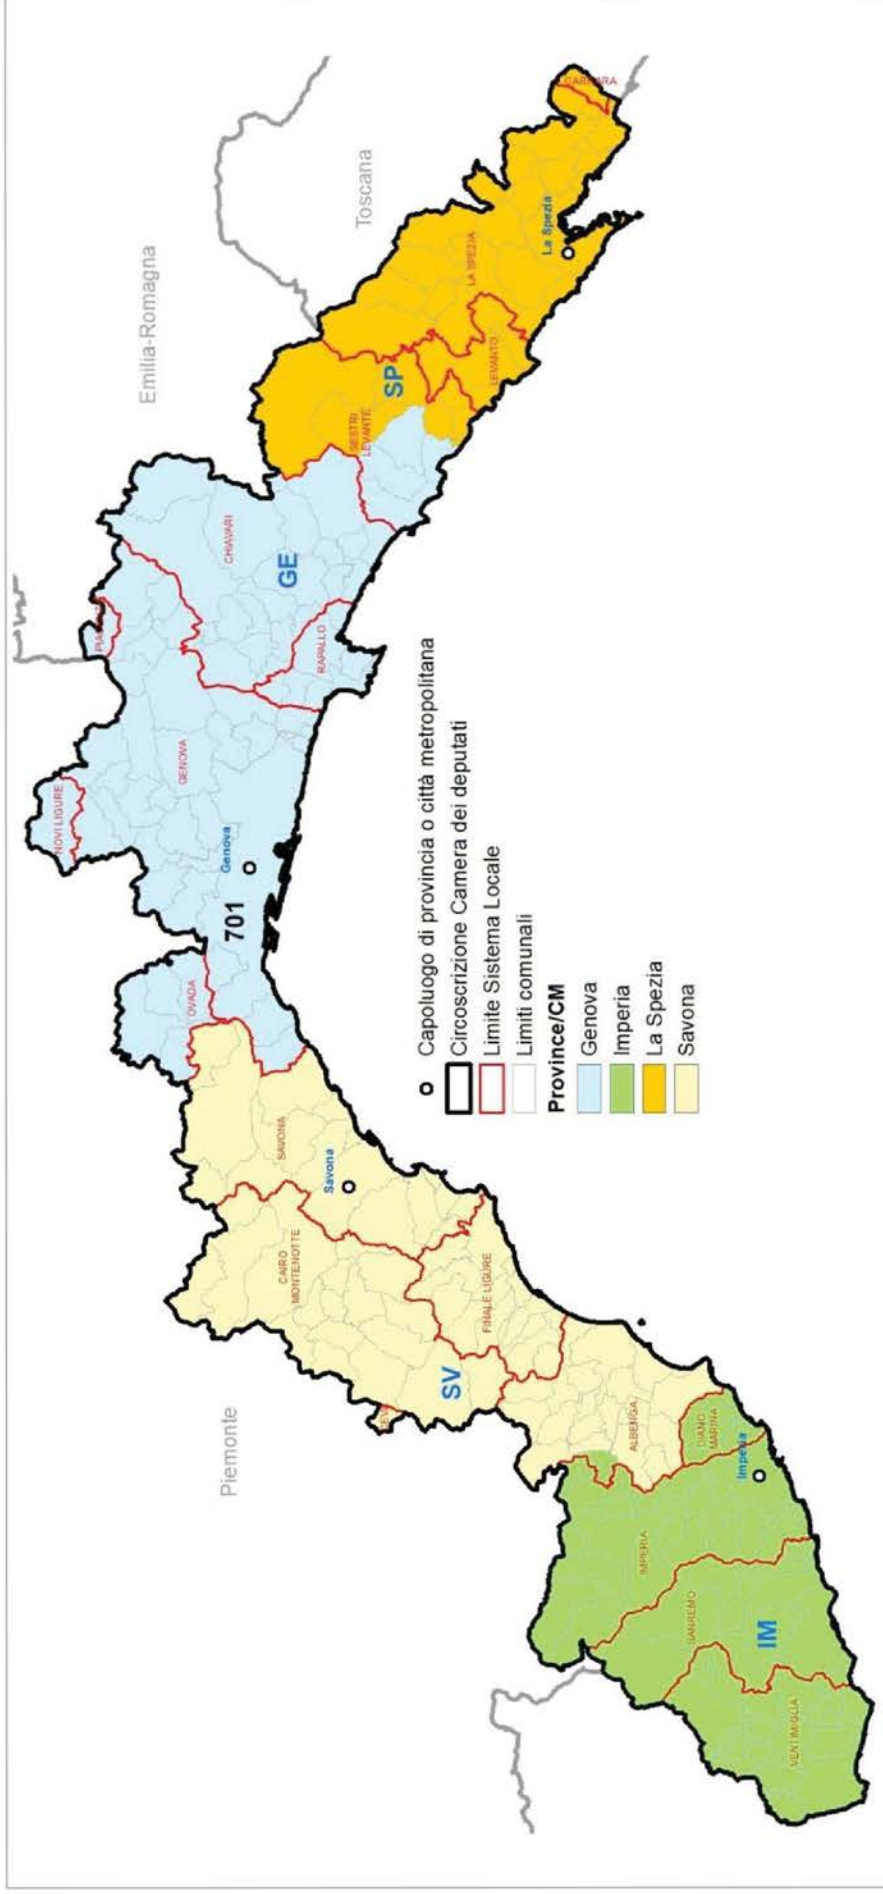 Piemonte
Emilia-Romagna
Toscana
NOVI LIGURE
OVADA
GENOVA
Genova
701
CHIAVARI
GE
RAPALLO
SESTRI
LEVANTE
SP
LEVANTO
LA SPEZIA
La Spezia
CARRARA
SAVONA
Savona
CAIRO
MONTENOTTE
FINALE LIGURE
SV
ALBENGA
DIANO
MARINA
Imperia
IMPERIA
SANREMO
IM
VENTIMIGLIA
Capoluogo di provincia o città metropolitana
Circoscrizione Camera dei deputati
Limite Sistema Locale
Limiti comunali
Province/CM
Genova
Imperia
La Spezia
Savona